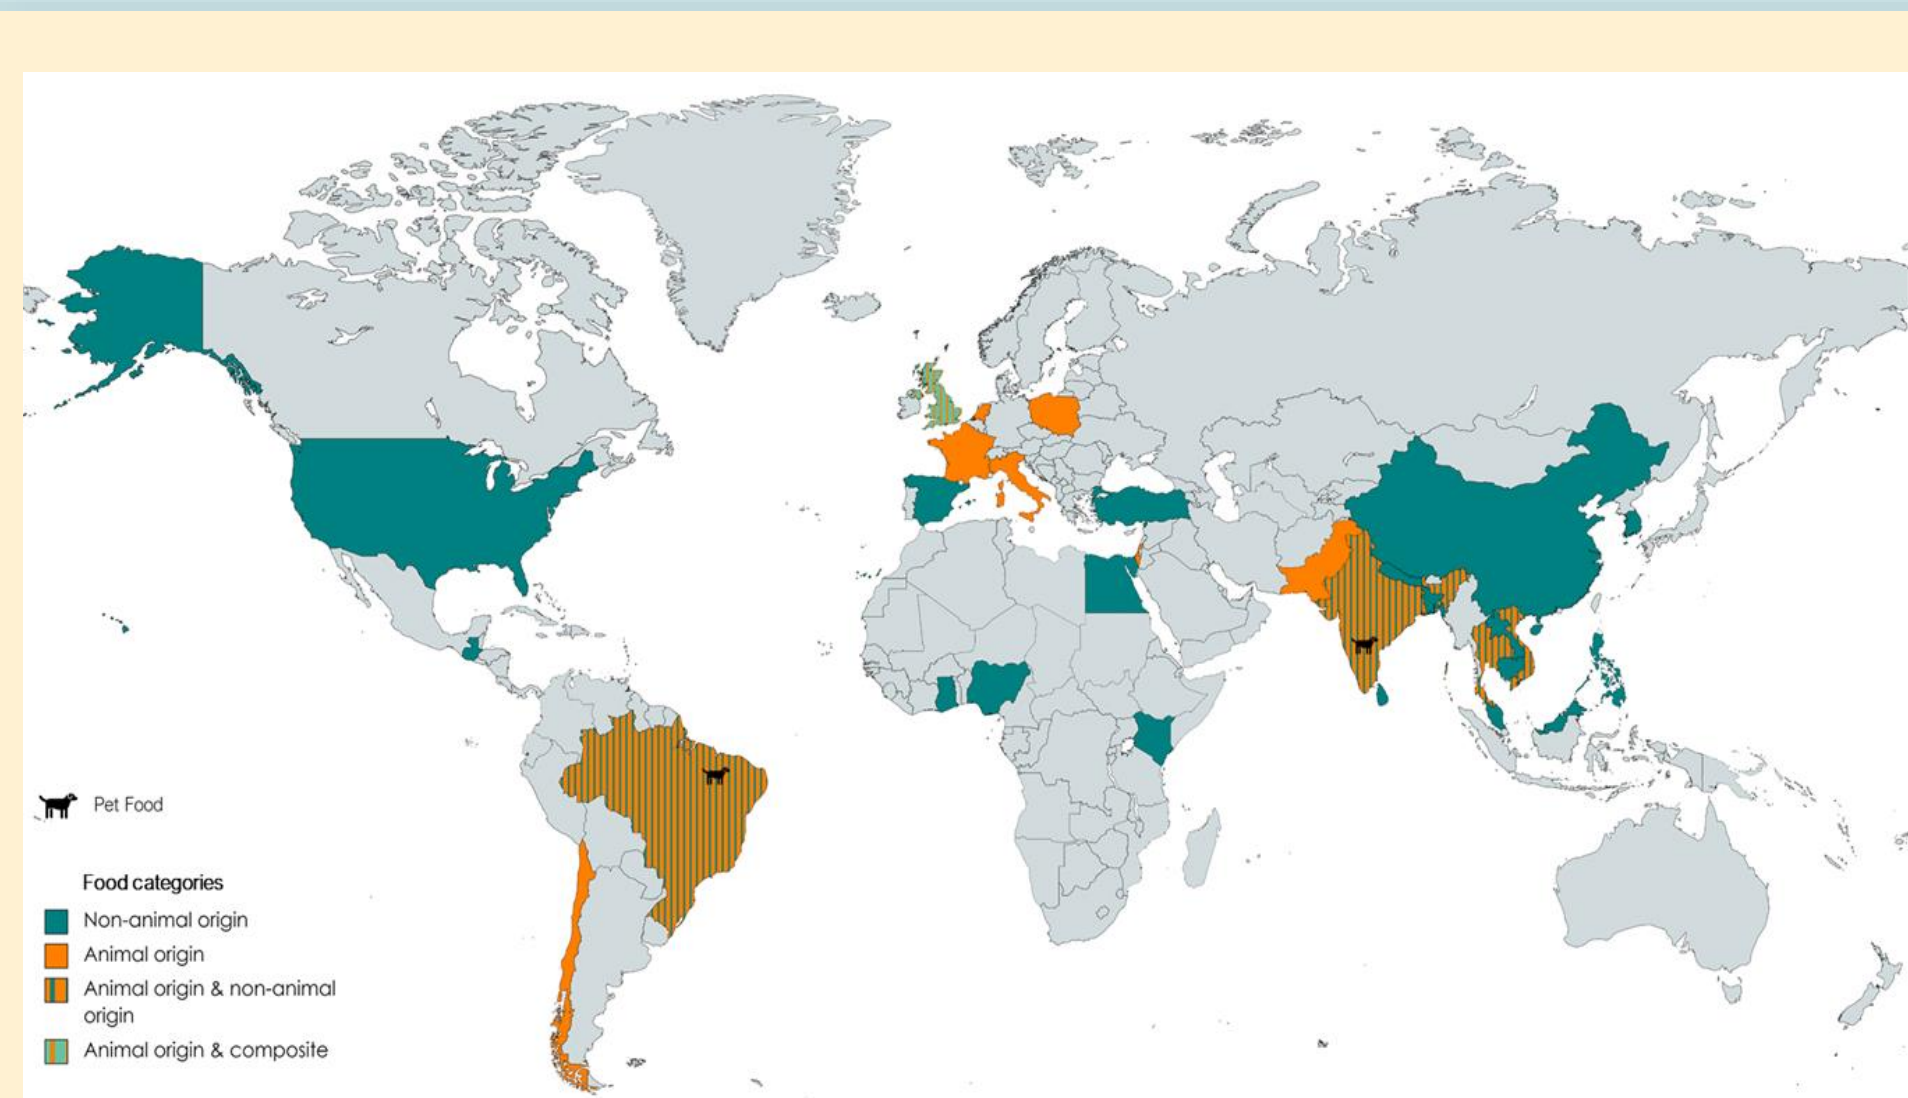 Pet Food
Food categories
Non-animal origin
Animal origin
Animal origin & non-animal
origin
Animal origin & composite